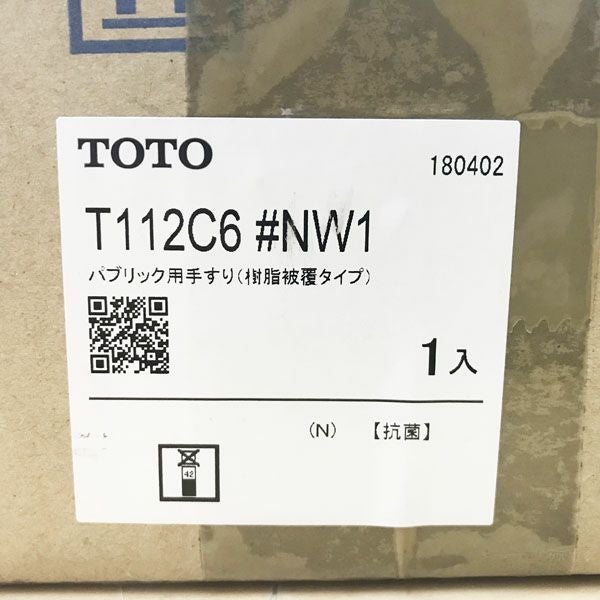 TOTO
180402
T112C6 #NW1
パブリック用手すり(樹脂被覆タイプ)
1入
(N) 【抗菌】
42